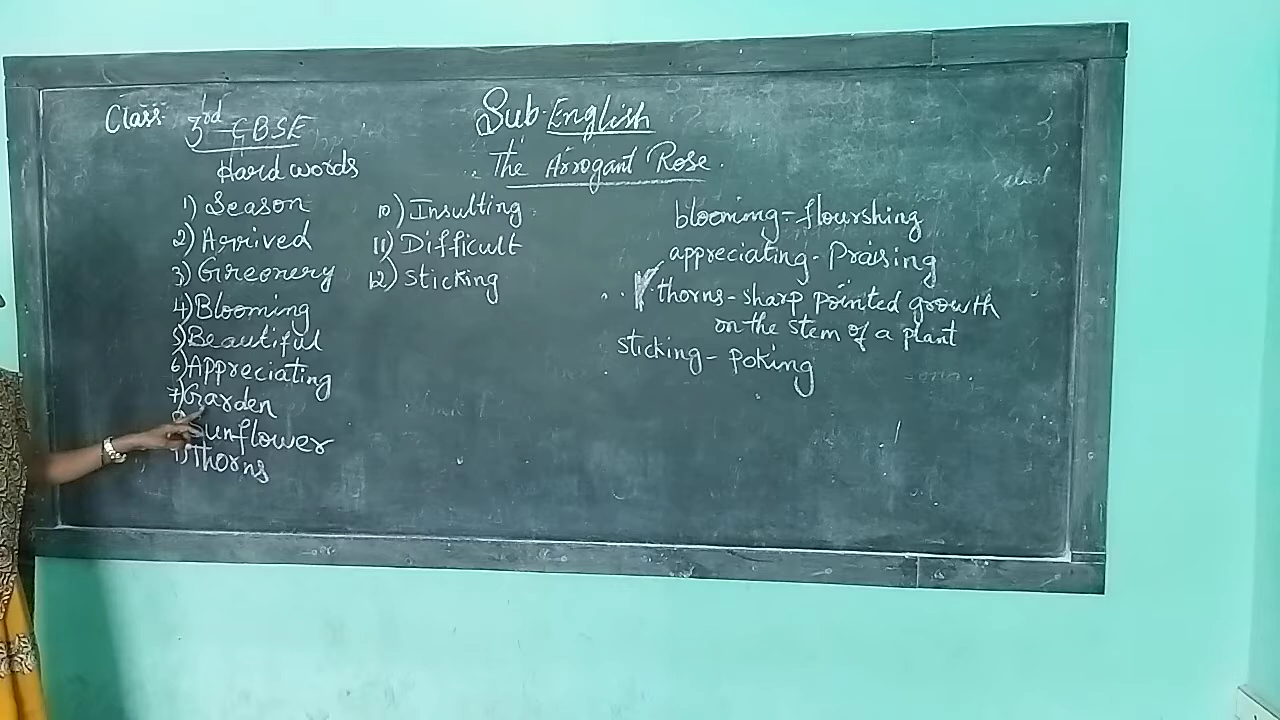 Class 3rd CBSE
Sub-English
The Arrogant Rose.
Hard words
1) Season
2) Arrived
3) Greenery
4) Blooming
5) Beautiful
6) Appreciating
7) Garden
Sunflower
9) Thorns
10) Insulting
11) Difficult
12) Sticking
blooming-flourshing
appreciating-Praising
thorns-sharp pointed growth
on the stem of a plant
sticking-poking